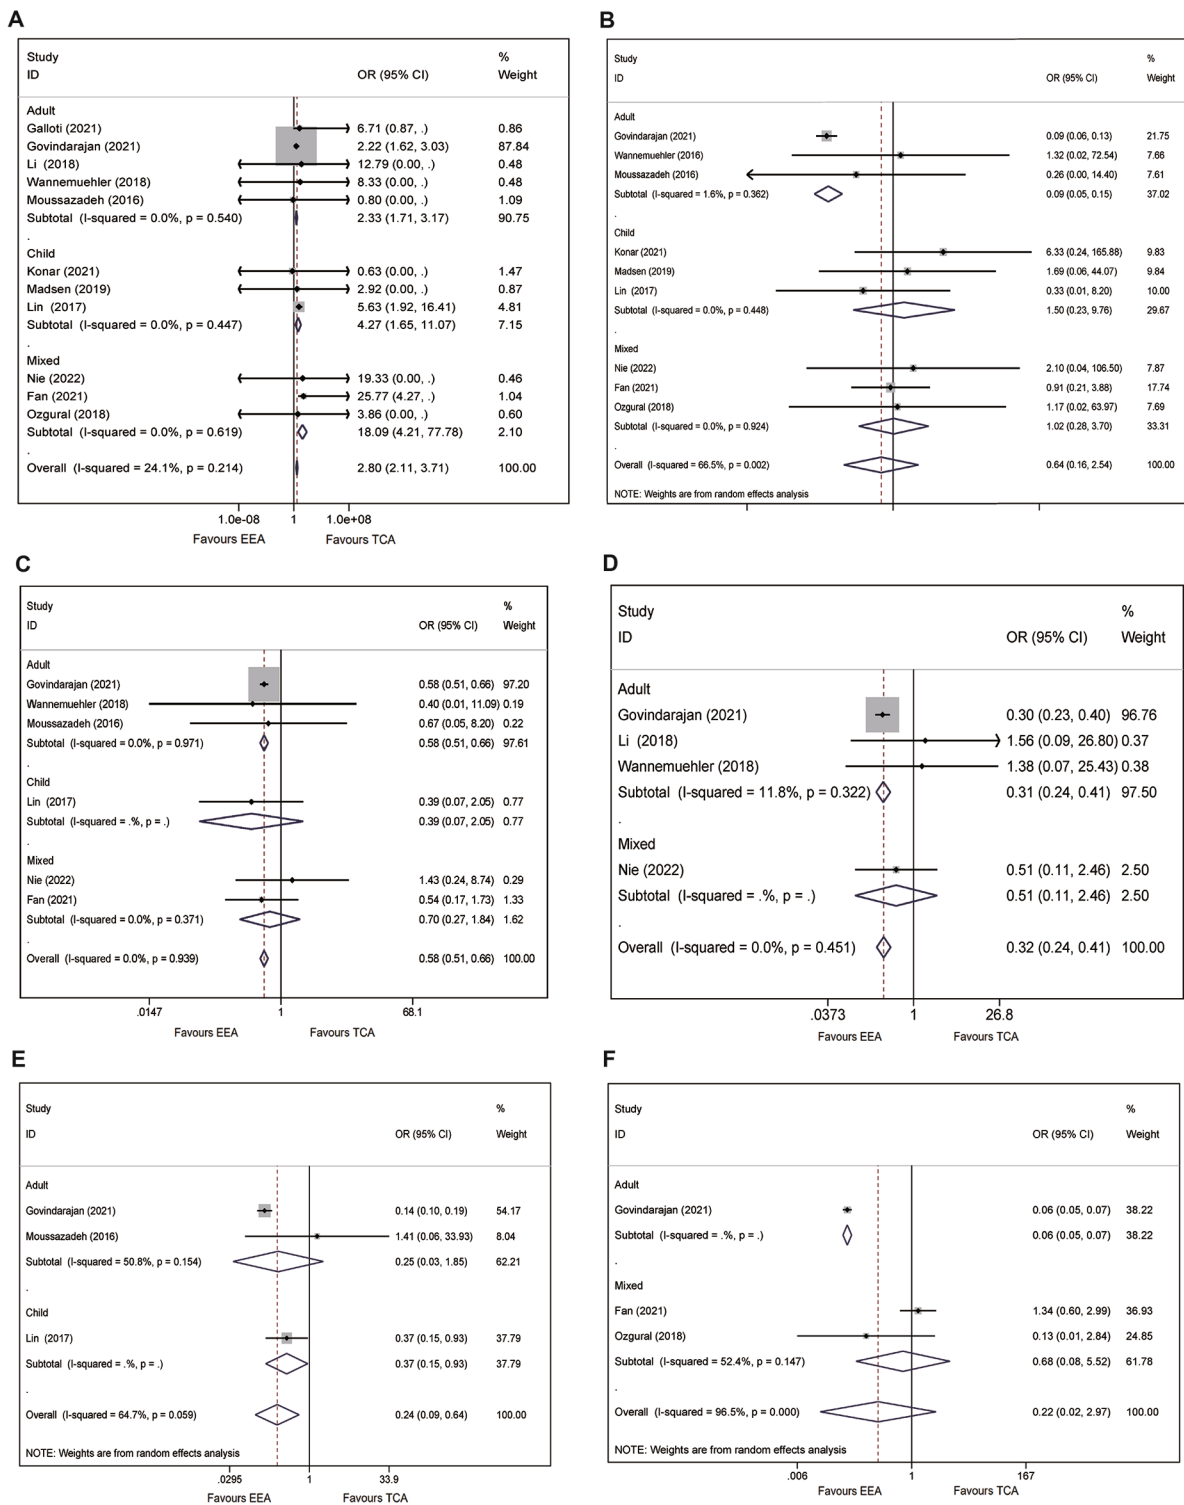 A
Study %
ID OR (95% CI) Weight
Adult
Galloti (2021) 6.71 (0.87, .) 0.86
Govindarajan (2021) 2.22 (1.62, 3.03) 87.84
Li (2018) 12.79 (0.00, .) 0.48
Wannemuehler (2018) 8.33 (0.00, .) 0.48
Moussazadeh (2016) 0.80 (0.00, .) 1.09
Subtotal (I-squared = 0.0%, p = 0.540) 2.33 (1.71, 3.17) 90.75
.
Child
Konar (2021) 0.63 (0.00, .) 1.47
Madsen (2019) 2.92 (0.00, .) 0.87
Lin (2017) 5.63 (1.92, 16.41) 4.81
Subtotal (I-squared = 0.0%, p = 0.447) 4.27 (1.65, 11.07) 7.15
.
Mixed
Nie (2022) 19.33 (0.00, .) 0.46
Fan (2021) 25.77 (4.27, .) 1.04
Ozgural (2018) 3.86 (0.00, .) 0.60
Subtotal (I-squared = 0.0%, p = 0.619) 18.09 (4.21, 77.78) 2.10
.
Overall (I-squared = 24.1%, p = 0.214) 2.80 (2.11, 3.71) 100.00
1.0e-08 1 1.0e+08
Favours EEA Favours TCA
B
Study %
ID OR (95% CI) Weight
Adult
Govindarajan (2021) 0.09 (0.06, 0.13) 21.75
Wannemuehler (2016) 1.32 (0.02, 72.54) 7.66
Moussazadeh (2016) 0.26 (0.00, 14.40) 7.61
Subtotal (I-squared = 1.6%, p = 0.362) 0.09 (0.05, 0.15) 37.02
.
Child
Konar (2021) 6.33 (0.24, 165.88) 9.83
Madsen (2019) 1.69 (0.06, 44.07) 9.84
Lin (2017) 0.33 (0.01, 8.20) 10.00
Subtotal (I-squared = 0.0%, p = 0.448) 1.50 (0.23, 9.76) 29.67
.
Mixed
Nie (2022) 2.10 (0.04, 106.50) 7.87
Fan (2021) 0.91 (0.21, 3.88) 17.74
Ozgural (2018) 1.17 (0.02, 63.97) 7.69
Subtotal (I-squared = 0.0%, p = 0.924) 1.02 (0.28, 3.70) 33.31
.
Overall (I-squared = 66.5%, p = 0.002) 0.64 (0.16, 2.54) 100.00
NOTE: Weights are from random effects analysis
C
Study %
ID OR (95% CI) Weight
Adult
Govindarajan (2021) 0.58 (0.51, 0.66) 97.20
Wannemuehler (2018) 0.40 (0.01, 11.09) 0.19
Moussazadeh (2016) 0.67 (0.05, 8.20) 0.22
Subtotal (I-squared = 0.0%, p = 0.971) 0.58 (0.51, 0.66) 97.61
.
Child
Lin (2017) 0.39 (0.07, 2.05) 0.77
Subtotal (I-squared = .%, p = .) 0.39 (0.07, 2.05) 0.77
.
Mixed
Nie (2022) 1.43 (0.24, 8.74) 0.29
Fan (2021) 0.54 (0.17, 1.73) 1.33
Subtotal (I-squared = 0.0%, p = 0.371) 0.70 (0.27, 1.84) 1.62
.
Overall (I-squared = 0.0%, p = 0.939) 0.58 (0.51, 0.66) 100.00
.0147 1 68.1
Favours EEA Favours TCA
D
Study %
ID OR (95% CI) Weight
Adult
Govindarajan (2021) 0.30 (0.23, 0.40) 96.76
Li (2018) 1.56 (0.09, 26.80) 0.37
Wannemuehler (2018) 1.38 (0.07, 25.43) 0.38
Subtotal (I-squared = 11.8%, p = 0.322) 0.31 (0.24, 0.41) 97.50
.
Mixed
Nie (2022) 0.51 (0.11, 2.46) 2.50
Subtotal (I-squared = .%, p = .) 0.51 (0.11, 2.46) 2.50
.
Overall (I-squared = 0.0%, p = 0.451) 0.32 (0.24, 0.41) 100.00
.0373 1 26.8
Favours EEA Favours TCA
E
Study %
ID OR (95% CI) Weight
Adult
Govindarajan (2021) 0.14 (0.10, 0.19) 54.17
Moussazadeh (2016) 1.41 (0.06, 33.93) 8.04
Subtotal (I-squared = 50.8%, p = 0.154) 0.25 (0.03, 1.85) 62.21
.
Child
Lin (2017) 0.37 (0.15, 0.93) 37.79
Subtotal (I-squared = .%, p = .) 0.37 (0.15, 0.93) 37.79
.
Overall (I-squared = 64.7%, p = 0.059) 0.24 (0.09, 0.64) 100.00
NOTE: Weights are from random effects analysis
.0295 1 33.9
Favours EEA Favours TCA
F
Study %
ID OR (95% CI) Weight
Adult
Govindarajan (2021) 0.06 (0.05, 0.07) 38.22
Subtotal (I-squared = .%, p = .) 0.06 (0.05, 0.07) 38.22
.
Mixed
Fan (2021) 1.34 (0.60, 2.99) 36.93
Ozgural (2018) 0.13 (0.01, 2.84) 24.85
Subtotal (I-squared = 52.4%, p = 0.147) 0.68 (0.08, 5.52) 61.78
.
Overall (I-squared = 96.5%, p = 0.000) 0.22 (0.02, 2.97) 100.00
NOTE: Weights are from random effects analysis
.006 1 167
Favours EEA Favours TCA